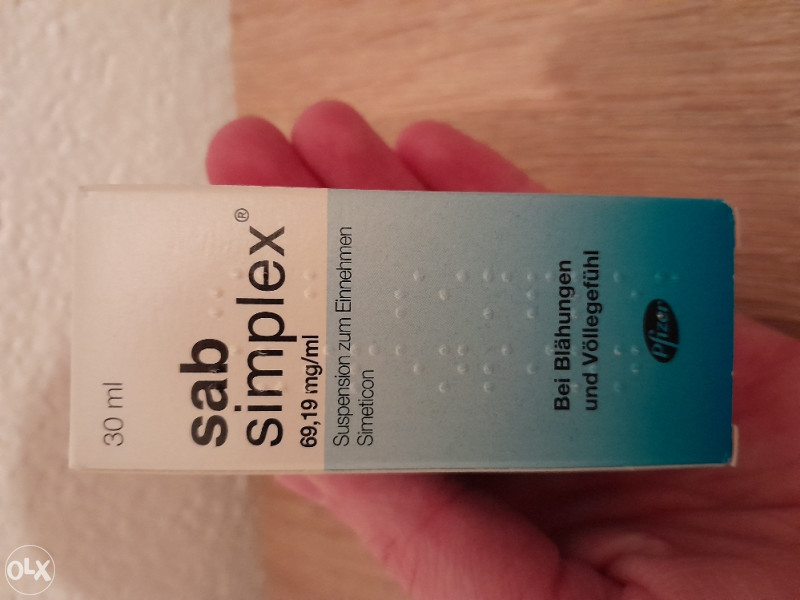 30 ml
sab
simplex®
69,19 mg/ml
Suspension zum Einnehmen
Simeticon
Bei Blähungen
und Völlegefühl
Pfizer
OLX